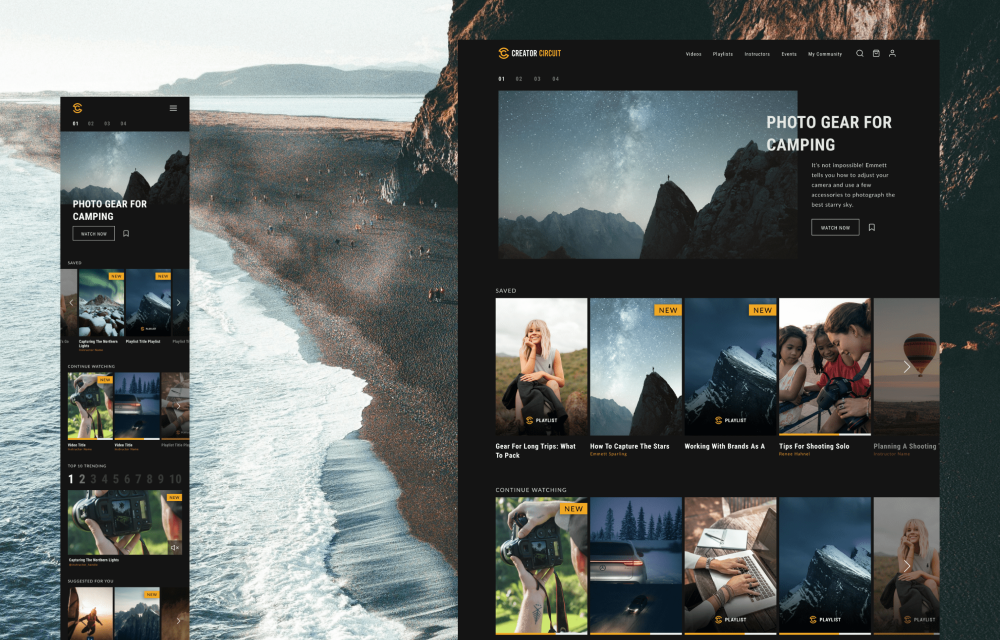 01 02 03 04
PHOTO GEAR FOR
CAMPING
WATCH NOW
SAVED
NEW
NEW
PLAYLIST
Capturing The Northern
Lights
Playlist Title Playlist
Instructor Name
CONTINUE WATCHING
NEW
Video Title
Video Title
Playlist Title
TOP 10 TRENDING
1 2 3 4 5 6 7 8 9 10
NEW
Capturing The Northern Lights
Instructor Name
SUGGESTED FOR YOU
NEW
CREATOR CIRCUIT
Videos Playlists Instructors Events My Community
01 02 03 04
PHOTO GEAR FOR
CAMPING
It's not impossible! Emmett
tells you how to adjust your
camera and use a few
accessories to photograph the
best starry sky.
WATCH NOW
SAVED
NEW
NEW
PLAYLIST
PLAYLIST
Gear For Long Trips: What
To Pack
How To Capture The Stars
Emmett Sparling
Working With Brands As A
Tips For Shooting Solo
Renee Hahnel
Planning A Shooting
Instructor Name
CONTINUE WATCHING
NEW
PLAYLIST
PLAYLIST